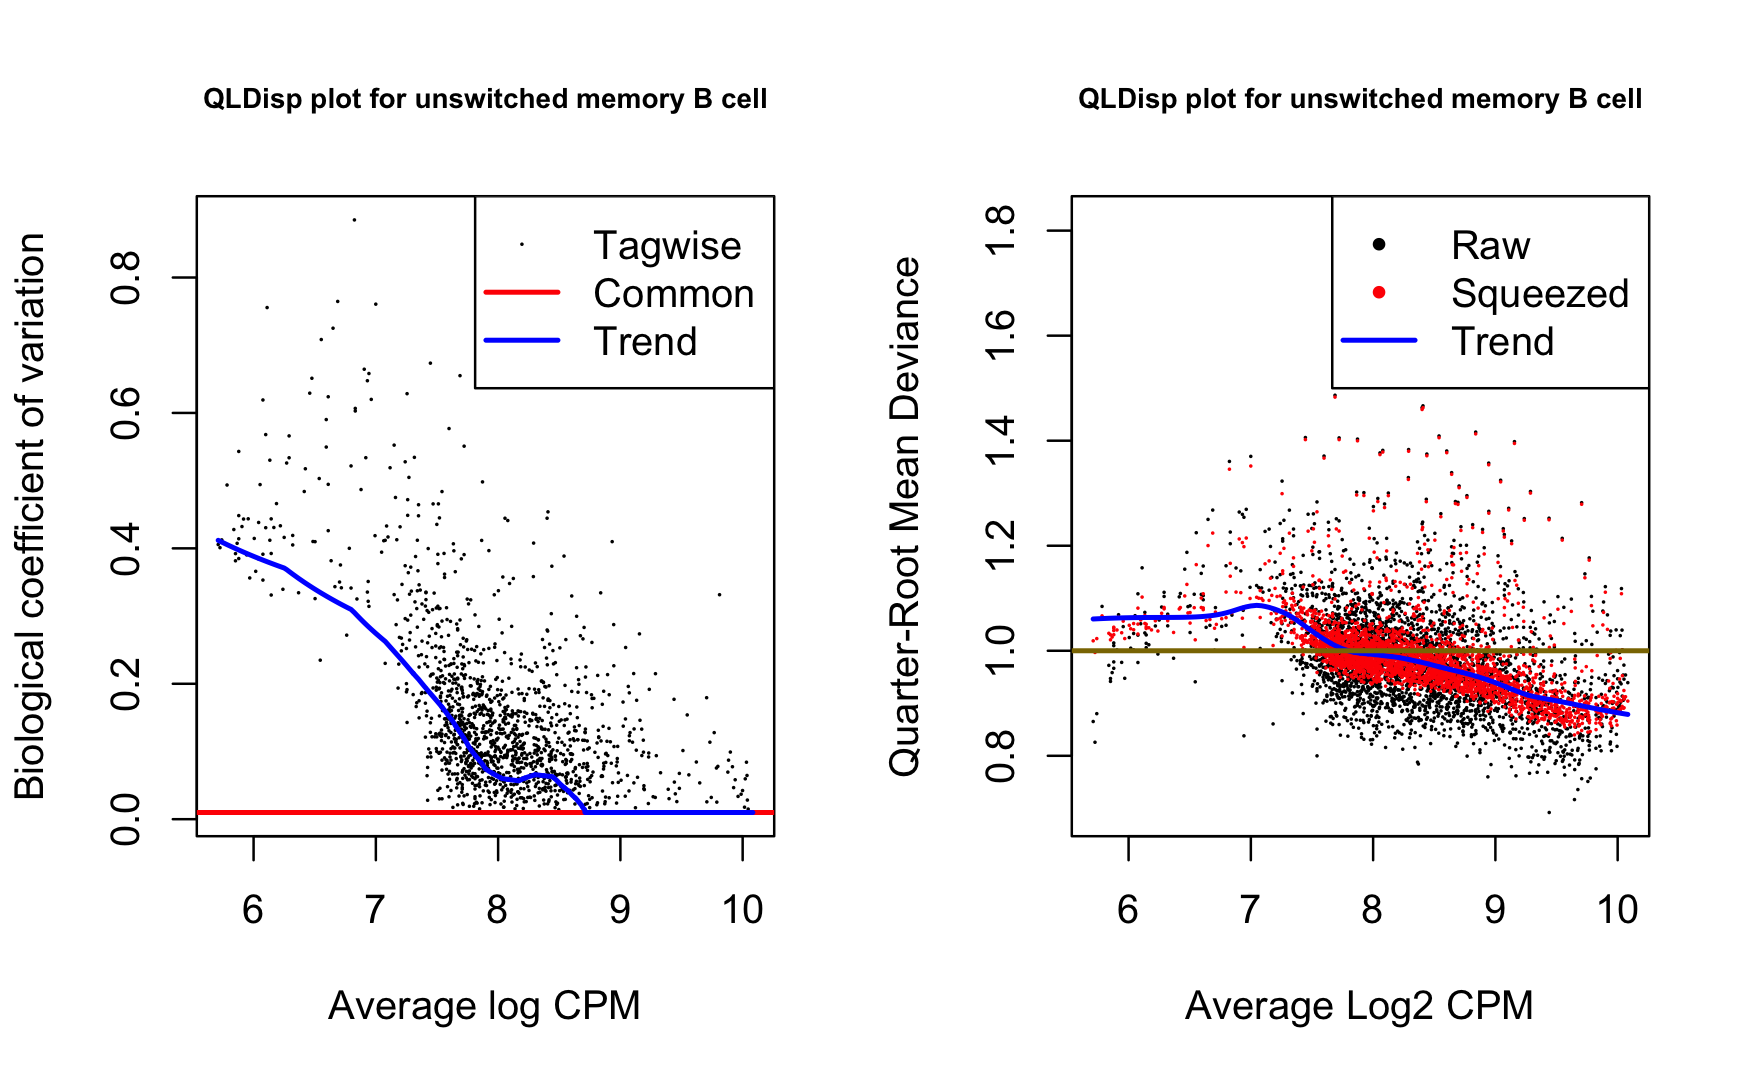 QLDisp plot for unswitched memory B cell
Biological coefficient of variation
0.0
0.2
0.4
0.6
0.8
Tagwise
Common
Trend
6 7 8 9 10
Average log CPM
QLDisp plot for unswitched memory B cell
Quarter-Root Mean Deviance
0.8
1.0
1.2
1.4
1.6
1.8
Raw
Squeezed
Trend
6 7 8 9 10
Average Log2 CPM